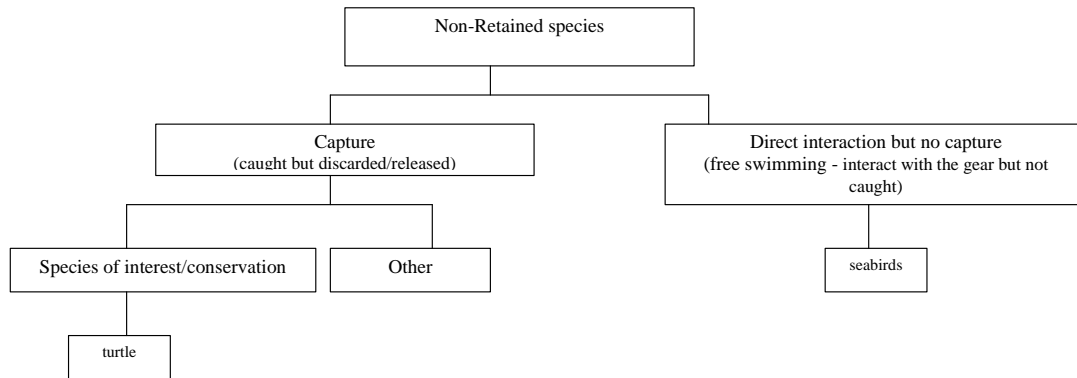 Non-Retained species
Capture
(caught but discarded/released)
Direct interaction but no capture
(free swimming - interact with the gear but not
caught)
Species of interest/conservation
Other
seabirds
turtle